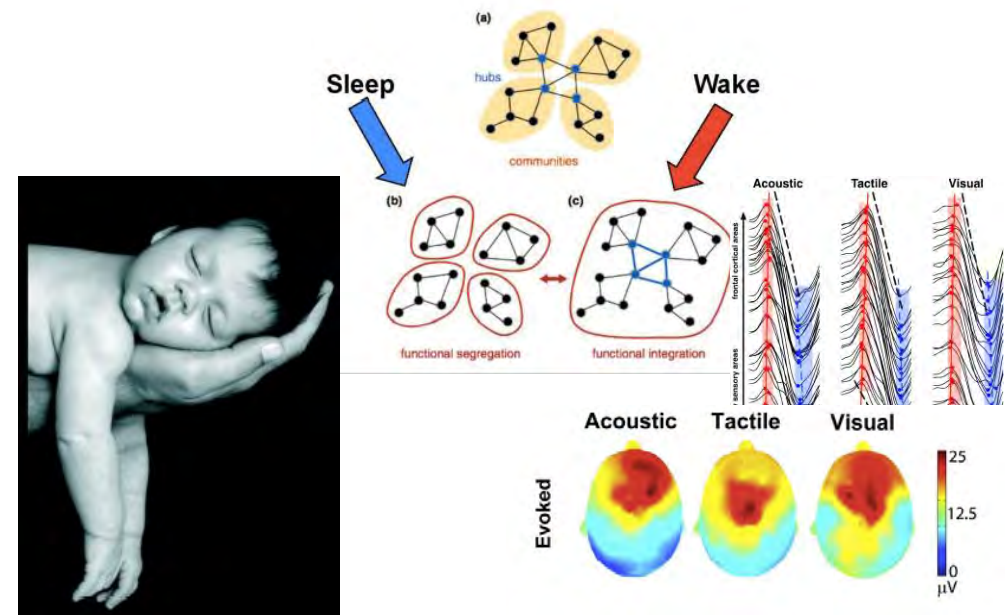 (a)
Sleep
Wake
hubs
communities
(b)
(c)
functional segregation
functional integration
Acoustic Tactile Visual
frontal cortical areas
sensory areas
Acoustic Tactile Visual
Evoked
25
12.5
0
μV